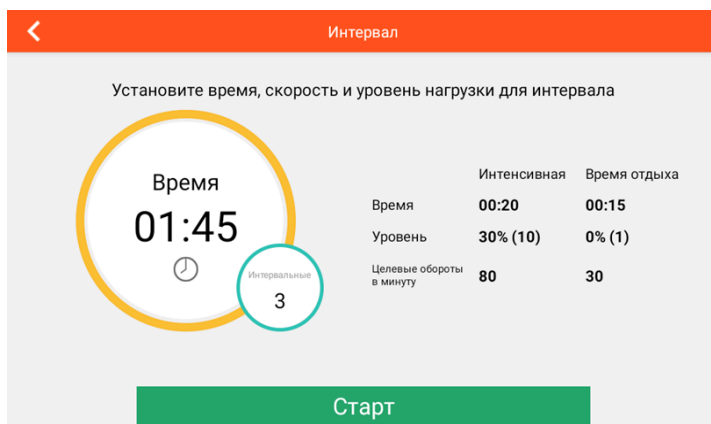 Интервал
Установите время, скорость и уровень нагрузки для интервала
Время
01:45
Интервальные
3
Интенсивная Время отдыха
Время 00:20 00:15
Уровень 30% (10) 0% (1)
Целевые обороты
в минуту 80 30
Старт